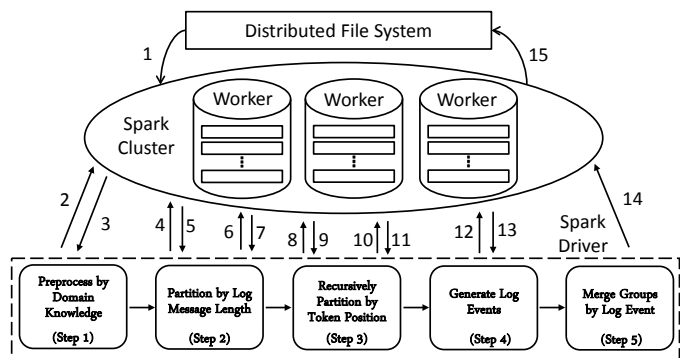 Distributed File System
1
15
Worker
Worker
Worker
Spark
Cluster
2
3
4
5
6
7
8
9
10
11
12
13
14
Spark
Driver
Preprocess by
Domain
Knowledge
(Step 1)
Partition by Log
Message Length
(Step 2)
Recursively
Partition by
Token Position
(Step 3)
Generate Log
Events
(Step 4)
Merge Groups
by Log Event
(Step 5)